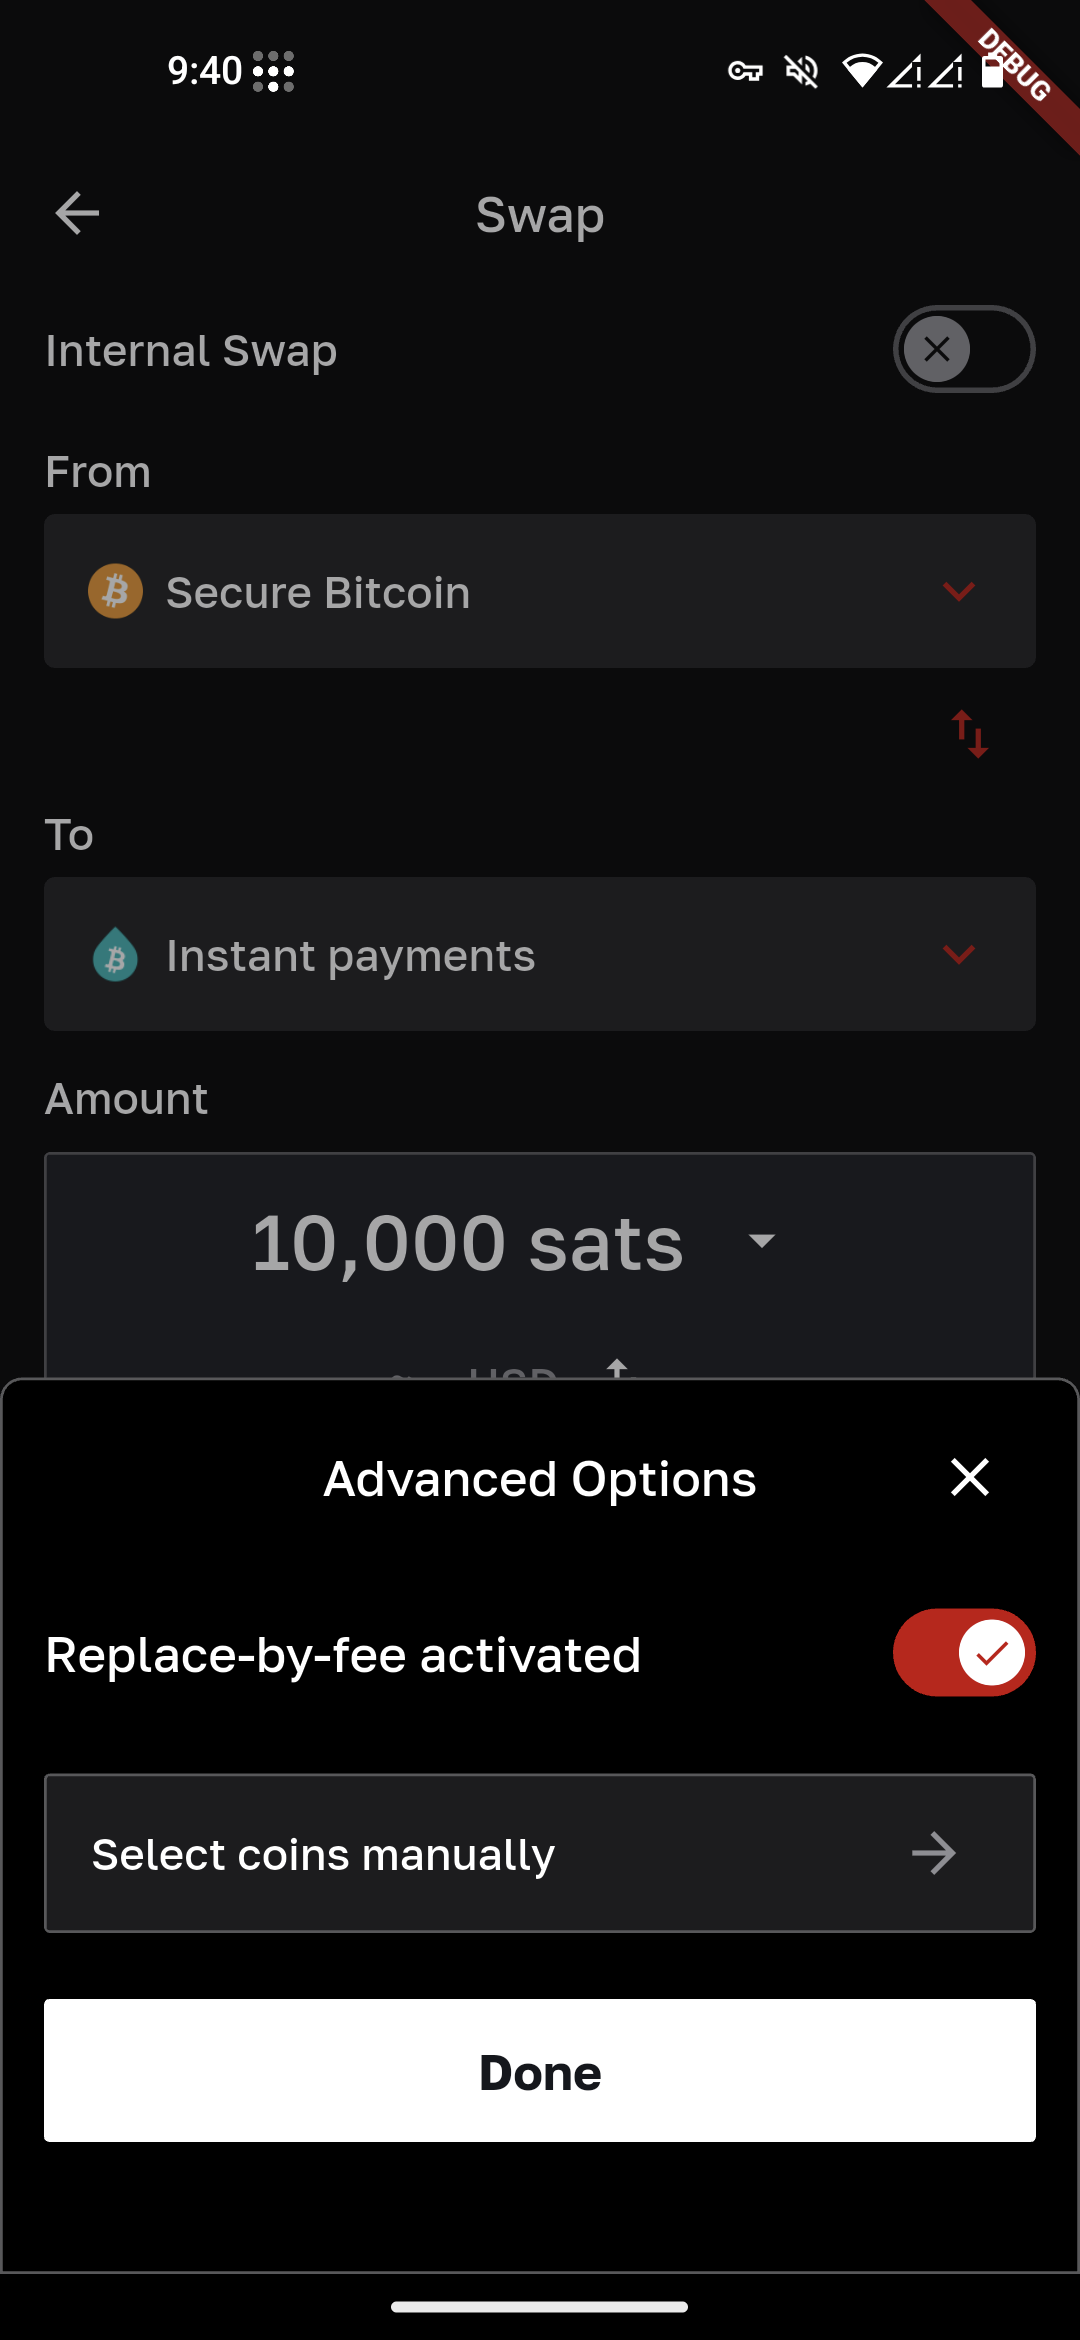 9:40
DEBUG
Swap
Internal Swap
From
Secure Bitcoin
To
Instant payments
Amount
10,000 sats
~ USD
Advanced Options
Replace-by-fee activated
Select coins manually
Done